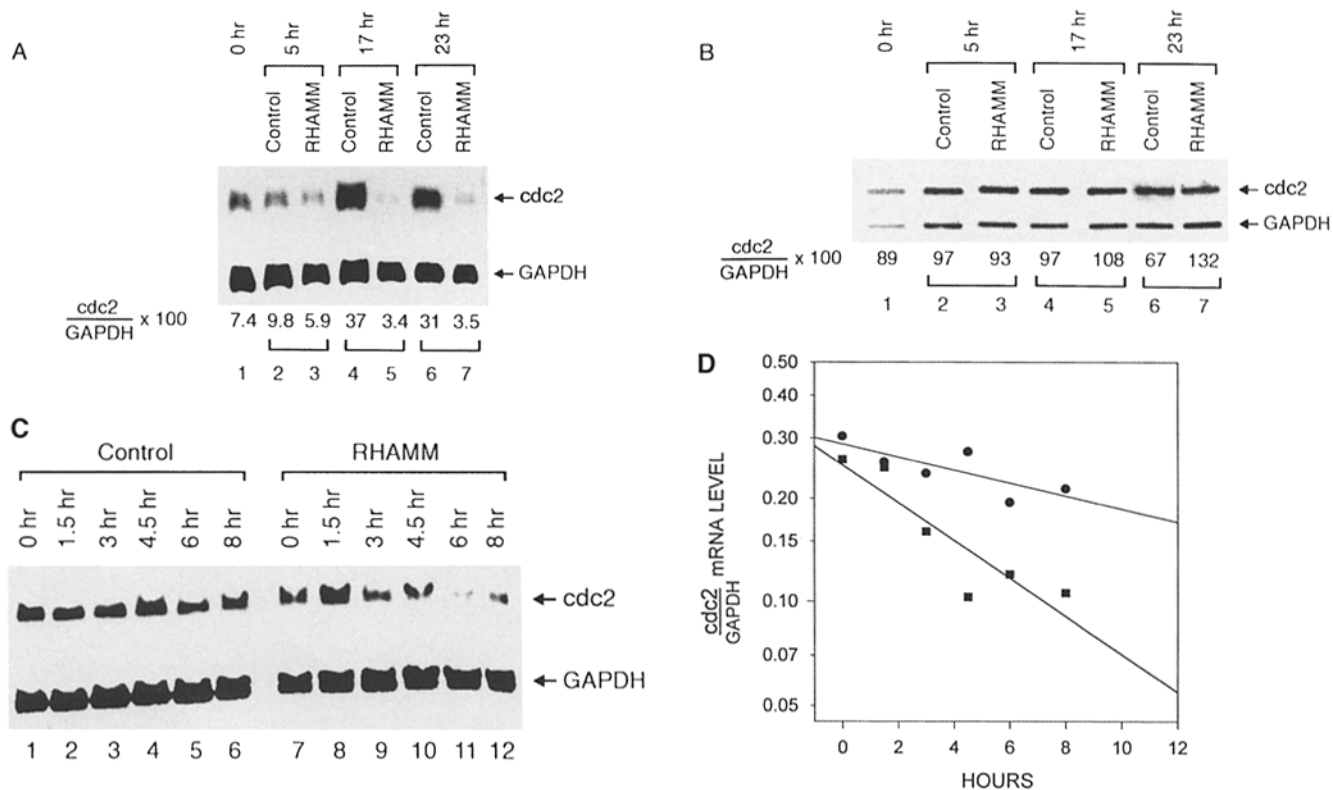 A
0 hr
5 hr
17 hr
23 hr
Control
RHAMM
Control
RHAMM
Control
RHAMM
cdc2
GAPDH
cdc2
GAPDH x 100
7.4 9.8 5.9 37 3.4 31 3.5
1 2 3 4 5 6 7
B
0 hr
5 hr
17 hr
23 hr
Control
RHAMM
Control
RHAMM
Control
RHAMM
cdc2
GAPDH
cdc2
GAPDH x 100
89 97 93 97 108 67 132
1 2 3 4 5 6 7
C
Control
RHAMM
0 hr
1.5 hr
3 hr
4.5 hr
6 hr
8 hr
0 hr
1.5 hr
3 hr
4.5 hr
6 hr
8 hr
cdc2
GAPDH
1 2 3 4 5 6 7 8 9 10 11 12
D
cdc2
GAPDH mRNA LEVEL
0.50
0.30
0.20
0.15
0.10
0.07
0.05
0 2 4 6 8 10 12
HOURS